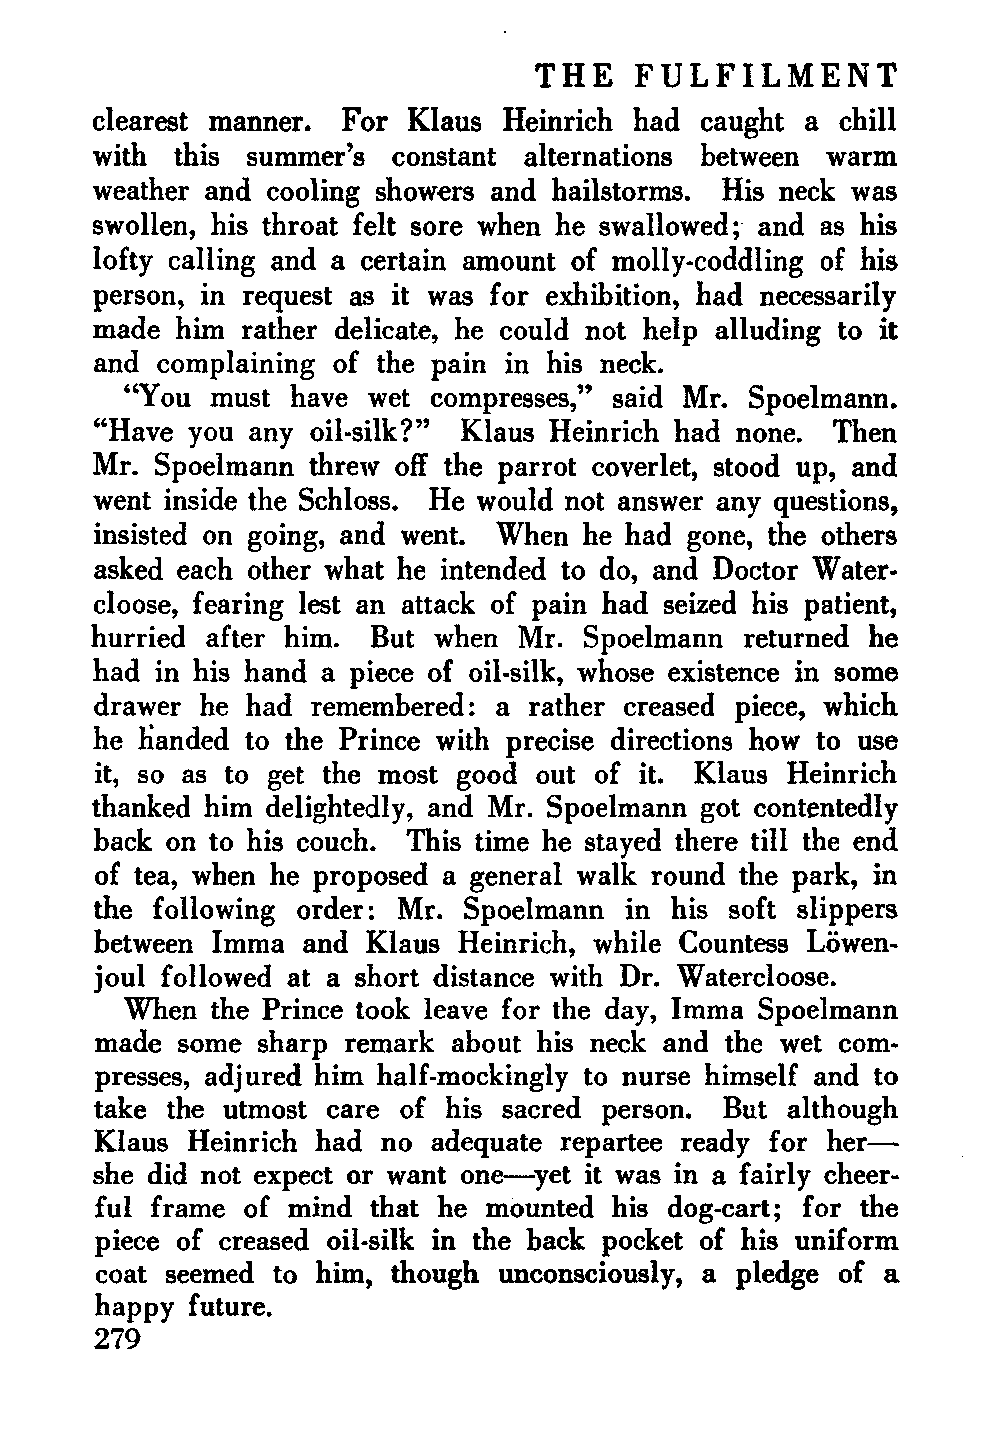 THE FULFILMENT
clearest manner. For Klaus Heinrich had caught a chill
with this summer's constant alternations between warm
weather and cooling showers and hailstorms. His neck was
swollen, his throat felt sore when he swallowed; and as his
lofty calling and a certain amount of molly-coddling of his
person, in request as it was for exhibition, had necessarily
made him rather delicate, he could not help alluding to it
and complaining of the pain in his neck.
“You must have wet compresses,” said Mr. Spoelmann.
“Have you any oil-silk?” Klaus Heinrich had none. Then
Mr. Spoelmann threw off the parrot coverlet, stood up, and
went inside the Schloss. He would not answer any questions,
insisted on going, and went. When he had gone, the others
asked each other what he intended to do, and Doctor Water-
cloose, fearing lest an attack of pain had seized his patient,
hurried after him. But when Mr. Spoelmann returned he
had in his hand a piece of oil-silk, whose existence in some
drawer he had remembered: a rather creased piece, which
he handed to the Prince with precise directions how to use
it, so as to get the most good out of it. Klaus Heinrich
thanked him delightedly, and Mr. Spoelmann got contentedly
back on to his couch. This time he stayed there till the end
of tea, when he proposed a general walk round the park, in
the following order: Mr. Spoelmann in his soft slippers
between Imma and Klaus Heinrich, while Countess Löwen-
joul followed at a short distance with Dr. Watercloose.
When the Prince took leave for the day, Imma Spoelmann
made some sharp remark about his neck and the wet com-
presses, adjured him half-mockingly to nurse himself and to
take the utmost care of his sacred person. But although
Klaus Heinrich had no adequate repartee ready for her—
she did not expect or want one—yet it was in a fairly cheer-
ful frame of mind that he mounted his dog-cart; for the
piece of creased oil-silk in the back pocket of his uniform
coat seemed to him, though unconsciously, a pledge of a
happy future.
279